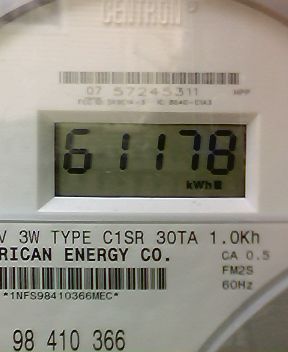 CENTRON
07 57245311
61178
kWh
V 3W TYPE C1SR 30TA 1.0Kh
RICAN ENERGY CO. CA 0.5
FM2S
*1NFS98410366MEC* 60Hz
98 410 366